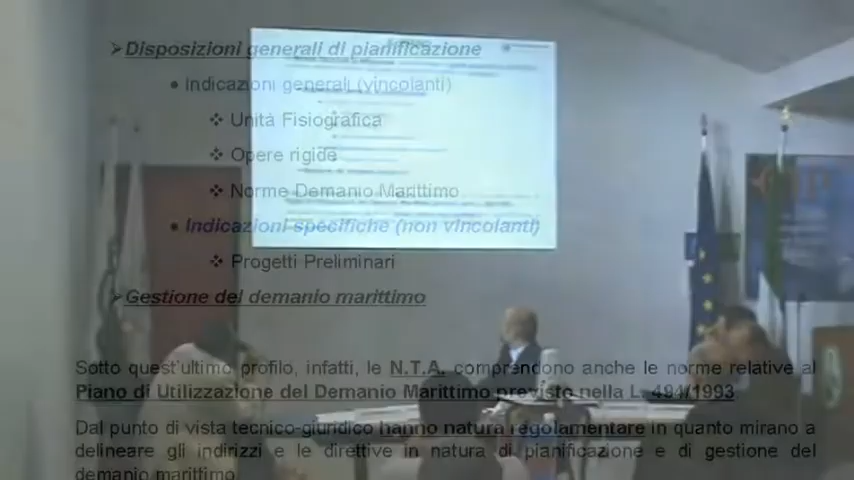 ➢Disposizioni generali di pianificazione
• Indicazioni generali (vincolanti)
❖ Unità Fisiografica
❖ Opere rigide
❖ Norme Demanio Marittimo
• Indicazioni specifiche (non vincolanti)
❖ Progetti Preliminari
➢Gestione del demanio marittimo
Sotto quest'ultimo profilo, infatti, le N.T.A. comprendono anche le norme relative al
Piano di Utilizzazione del Demanio Marittimo previsto nella L. 494/1993
Dal punto di vista tecnico-giuridico hanno natura regolamentare in quanto mirano a
delineare gli indirizzi e le direttive in natura di pianificazione e di gestione del
demanio marittimo